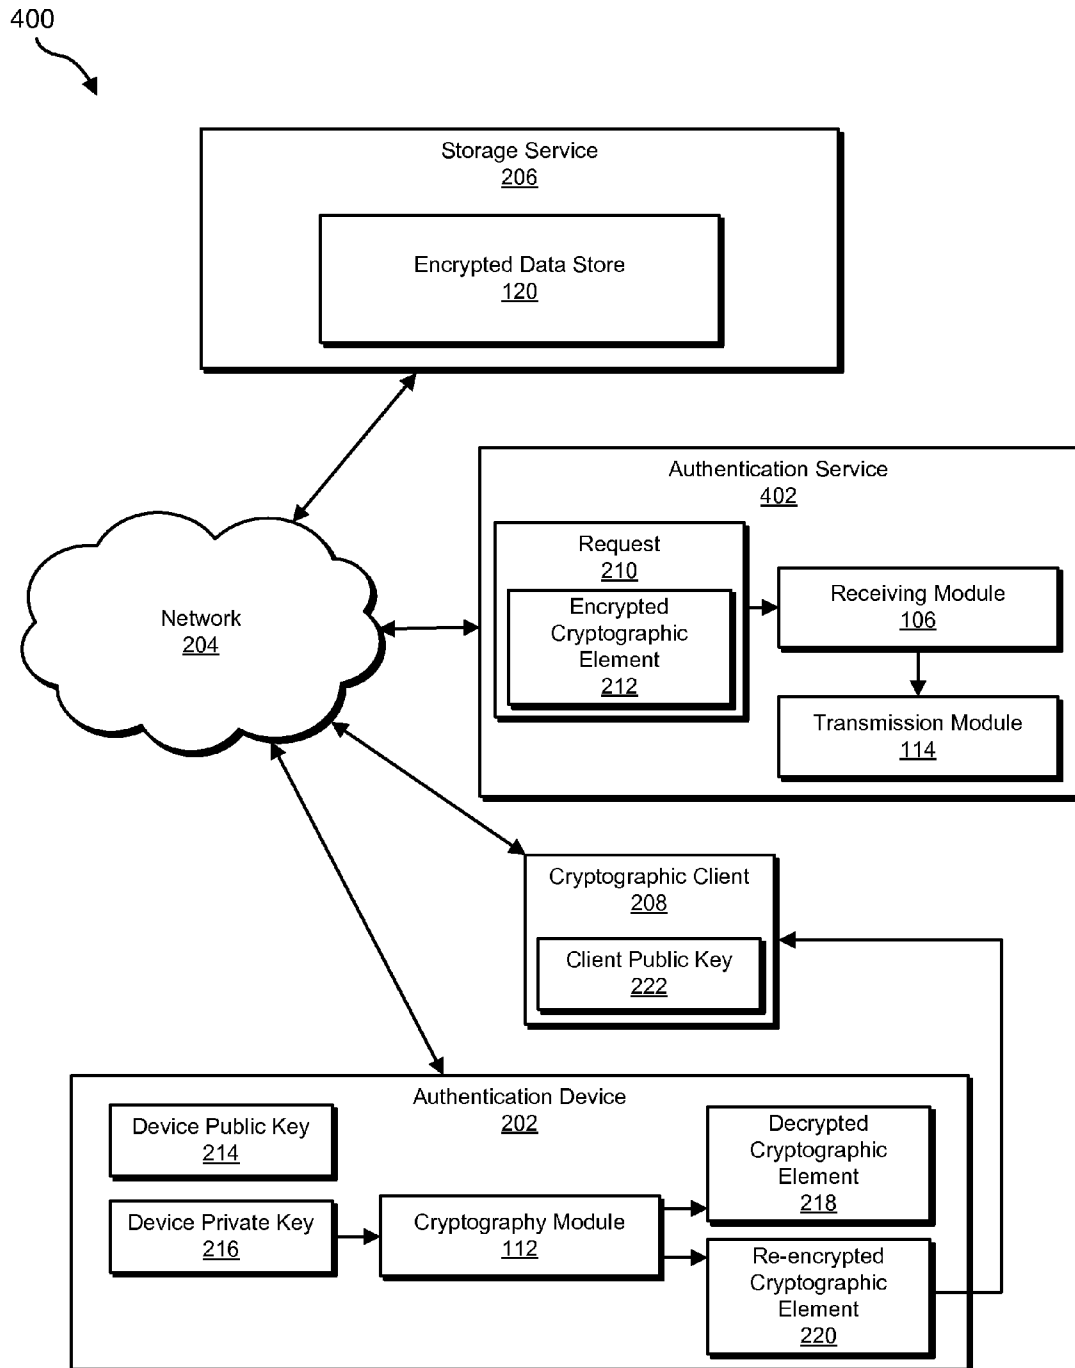 400
Storage Service
206
Encrypted Data Store
120
Authentication Service
402
Request
210
Encrypted
Cryptographic
Element
212
Receiving Module
106
Transmission Module
114
Network
204
Cryptographic Client
208
Client Public Key
222
Authentication Device
202
Device Public Key
214
Device Private Key
216
Cryptography Module
112
Decrypted
Cryptographic
Element
218
Re-encrypted
Cryptographic
Element
220